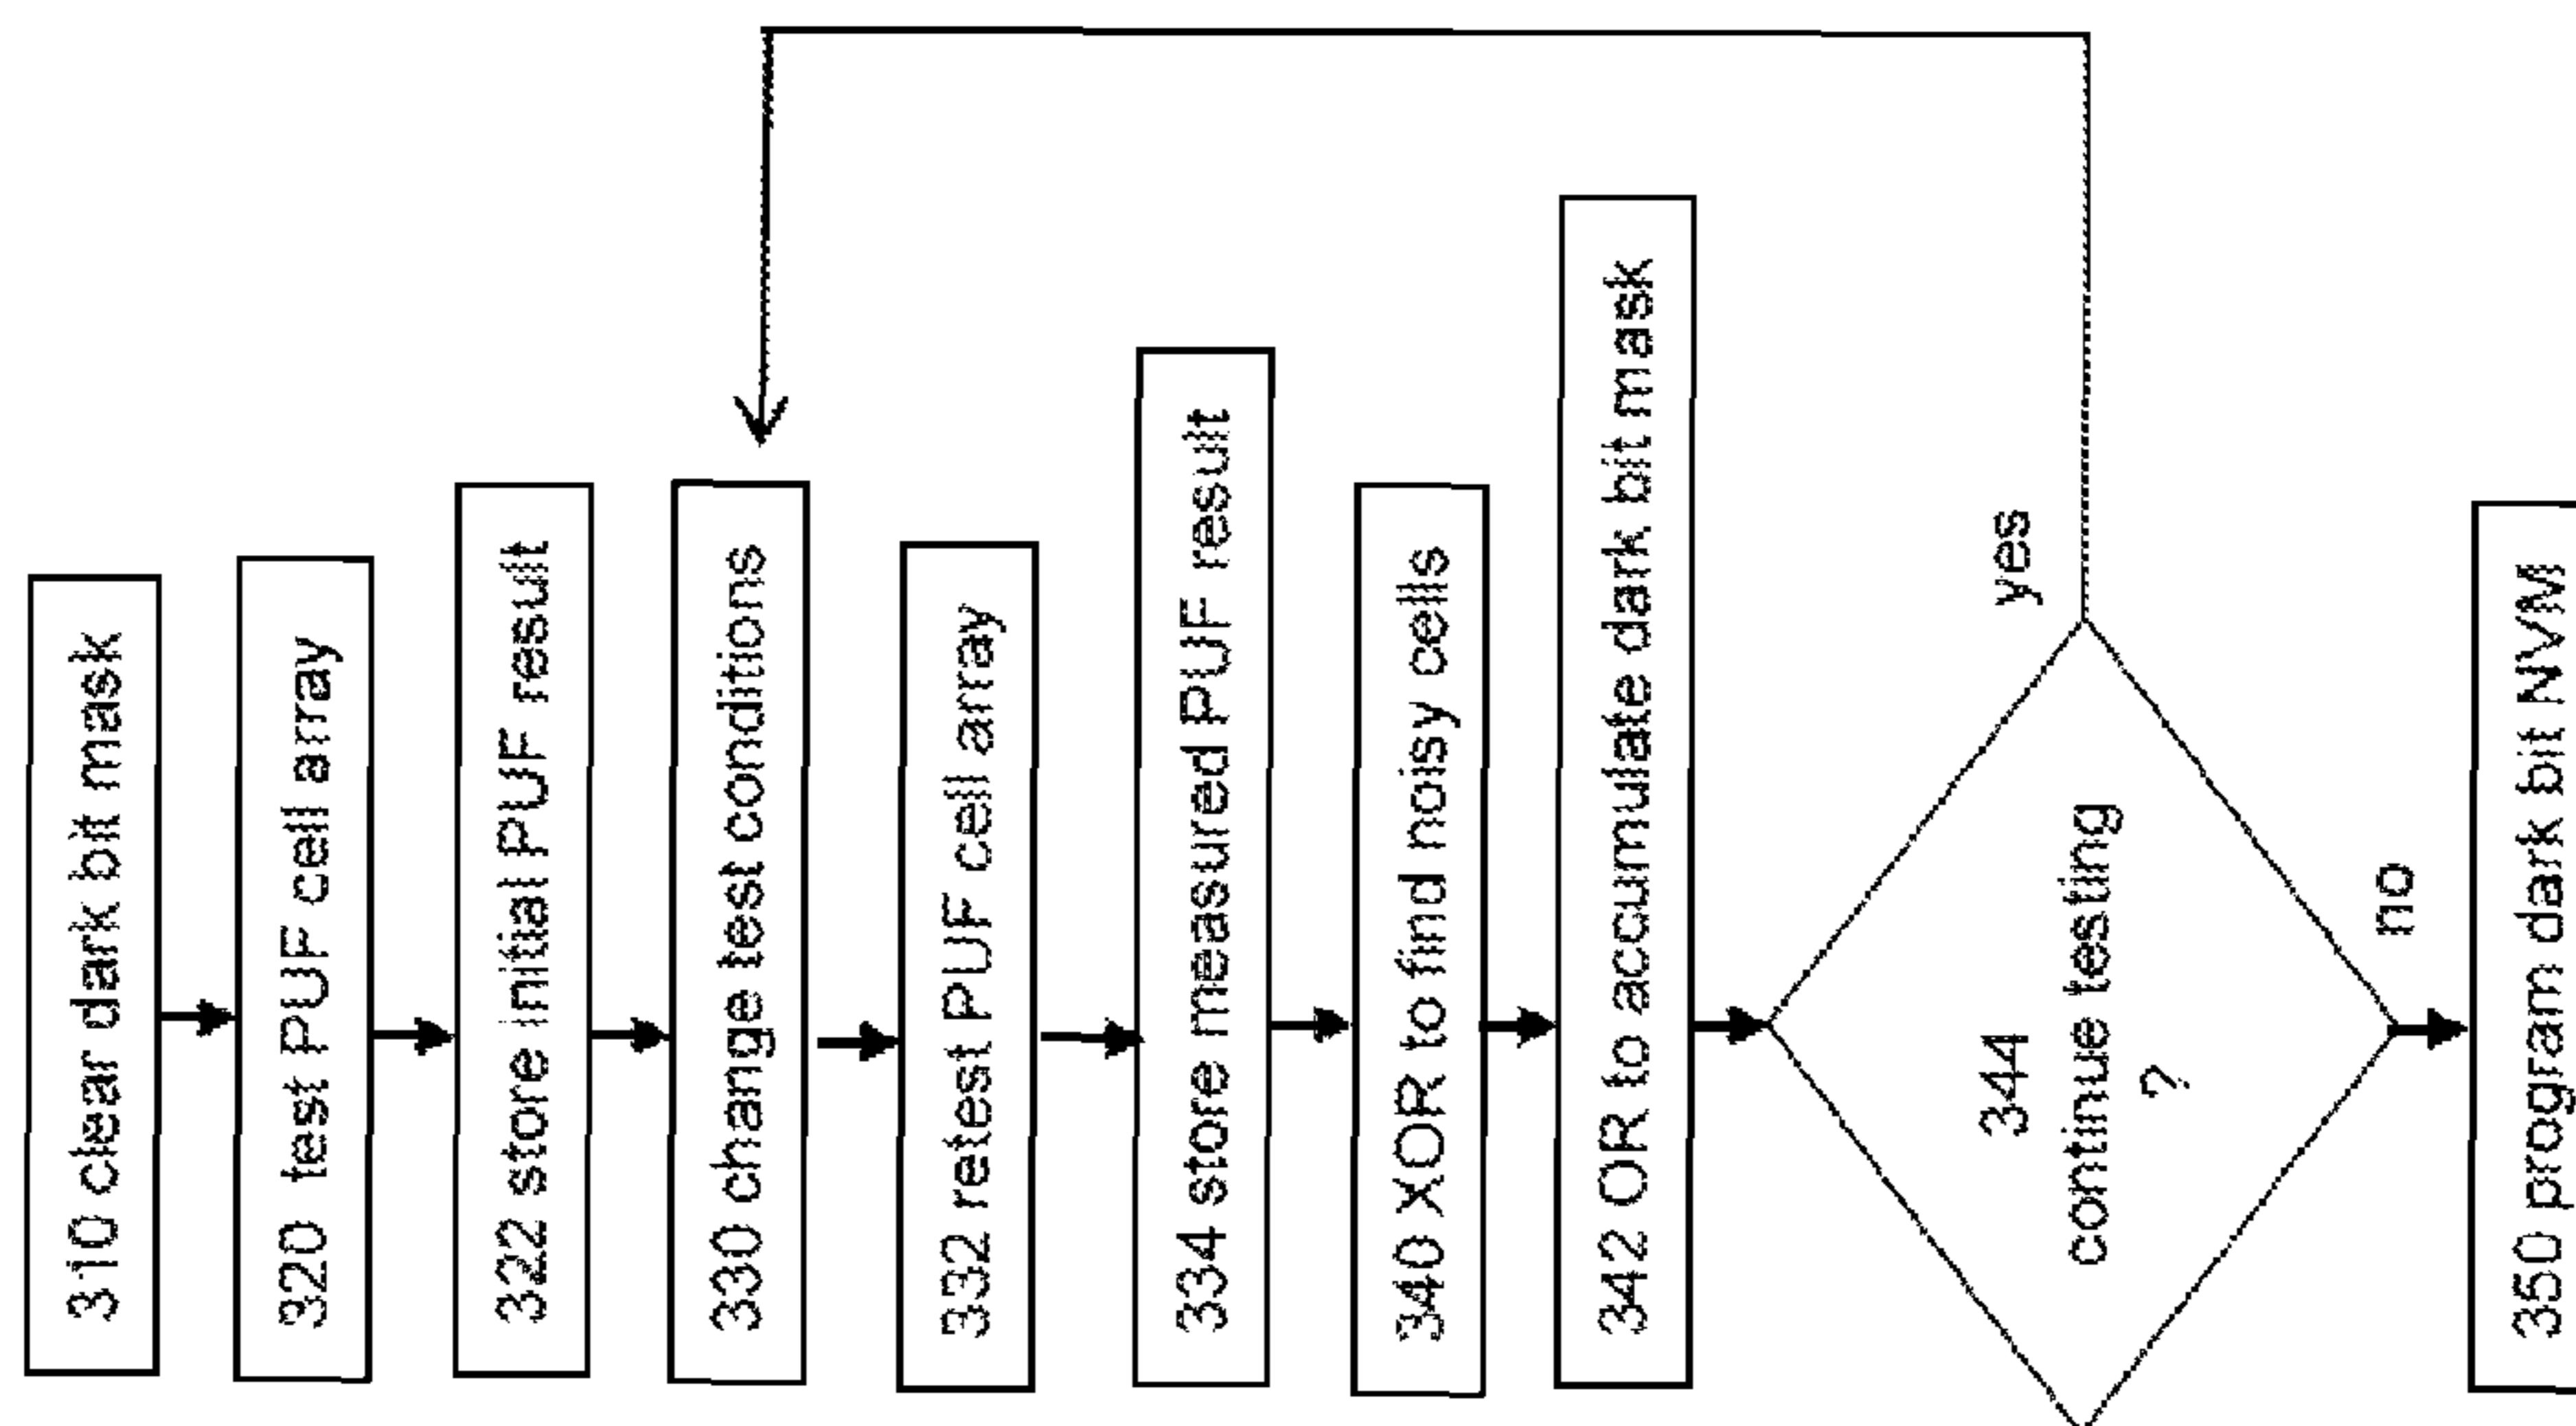 310 clear dark bit mask
320 test PUF cell array
322 store initial PUF result
330 change test conditions
332 retest PUF cell array
334 store measured PUF result
340 XOR to find noisy cells
342 OR to accumulate dark bit mask
344
continue testing
?
yes
no
350 program dark bit NVM